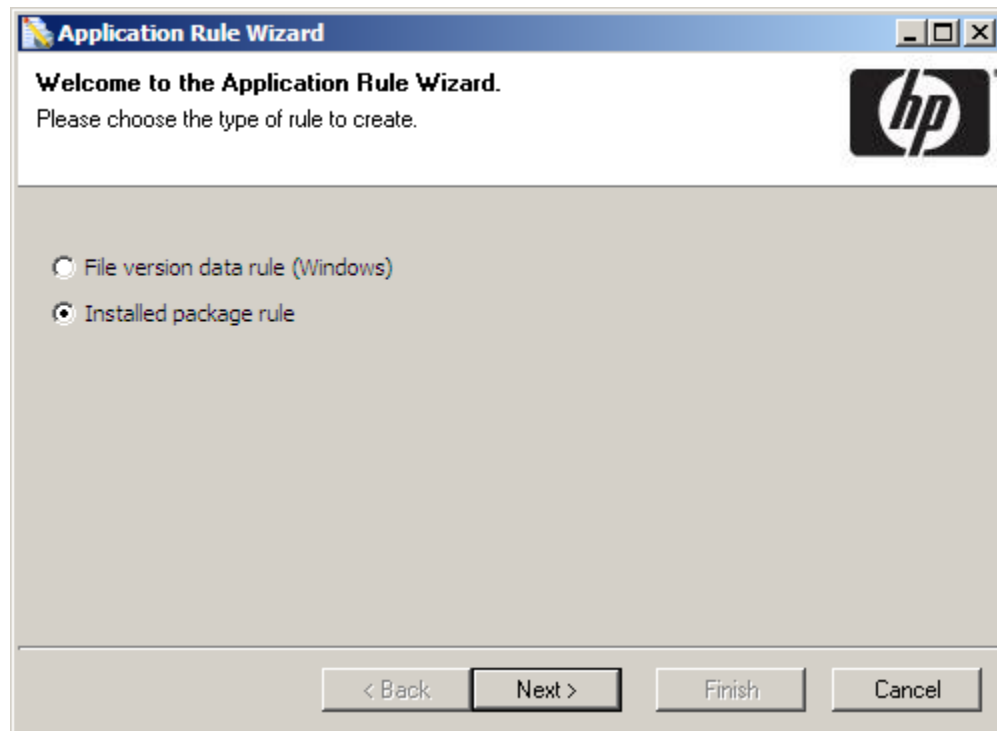 Application Rule Wizard
Welcome to the Application Rule Wizard.
Please choose the type of rule to create.
hp
File version data rule (Windows)
Installed package rule
< Back
Next >
Finish
Cancel